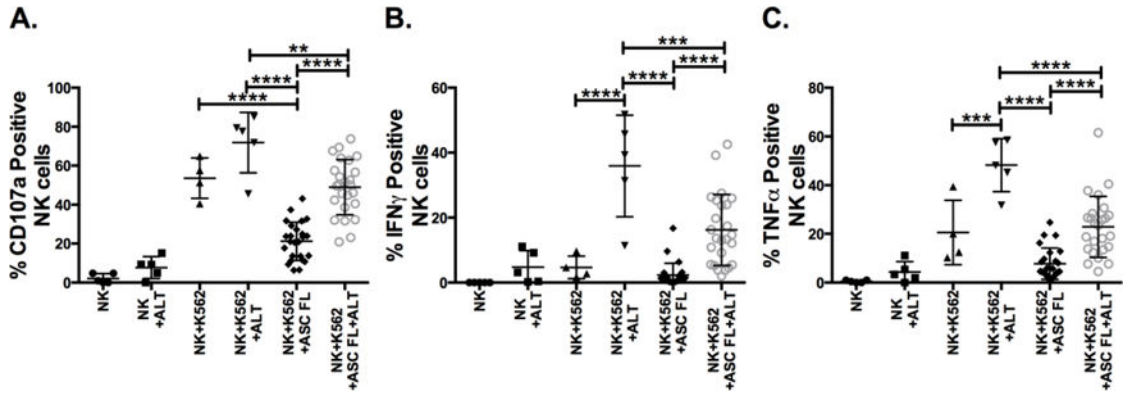 A.
% CD107a Positive
NK cells
100
80
60
40
20
0
**
****
****
****
NK
NK
+ALT
NK+K562
NK+K562
+ALT
NK+K562
+ASC FL
NK+K562
+ASC FL+ALT
B.
% IFNγ Positive
NK cells
60
40
20
0
***
****
****
****
NK
NK
+ALT
NK+K562
NK+K562
+ALT
NK+K562
+ASC FL
NK+K562
+ASC FL+ALT
C.
% TNFα Positive
NK cells
80
60
40
20
0
****
****
****
***
NK
NK
+ALT
NK+K562
NK+K562
+ALT
NK+K562
+ASC FL
NK+K562
+ASC FL+ALT